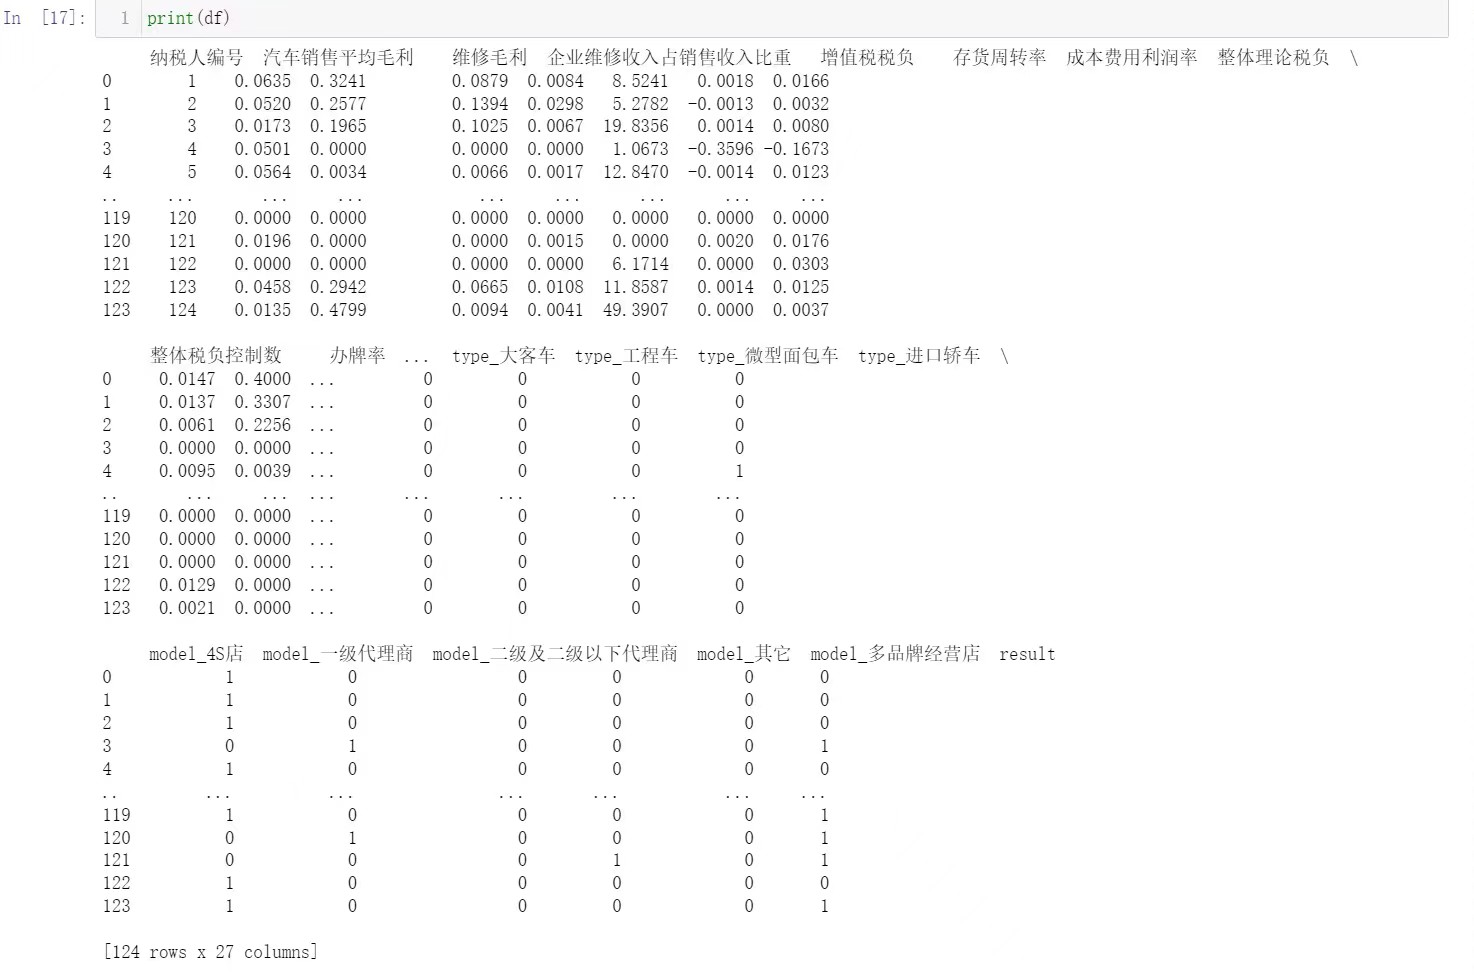 In [17]: 1 print(df)
纳税人编号 汽车销售平均毛利 维修毛利 企业维修收入占销售收入比重 增值税税负 存货周转率 成本费用利润率 整体理论税负 \
0 1 0.0635 0.3241 0.0879 0.0084 8.5241 0.0018 0.0166
1 2 0.0520 0.2577 0.1394 0.0298 5.2782 -0.0013 0.0032
2 3 0.0173 0.1965 0.1025 0.0067 19.8356 0.0014 0.0080
3 4 0.0501 0.0000 0.0000 0.0000 1.0673 -0.3596 -0.1673
4 5 0.0564 0.0034 0.0066 0.0017 12.8470 -0.0014 0.0123
.. ... ... ... ... ... ... ... ...
119 120 0.0000 0.0000 0.0000 0.0000 0.0000 0.0000 0.0000
120 121 0.0196 0.0000 0.0000 0.0015 0.0000 0.0020 0.0176
121 122 0.0000 0.0000 0.0000 0.0000 6.1714 0.0000 0.0303
122 123 0.0458 0.2942 0.0665 0.0108 11.8587 0.0014 0.0125
123 124 0.0135 0.4799 0.0094 0.0041 49.3907 0.0000 0.0037
整体税负控制数 办牌率 ... type_大客车 type_工程车 type_微型面包车 type_进口轿车 \
0 0.0147 0.4000 ... 0 0 0 0
1 0.0137 0.3307 ... 0 0 0 0
2 0.0061 0.2256 ... 0 0 0 0
3 0.0000 0.0000 ... 0 0 0 0
4 0.0095 0.0039 ... 0 0 0 1
.. ... ... ... ... ... ... ...
119 0.0000 0.0000 ... 0 0 0 0
120 0.0000 0.0000 ... 0 0 0 0
121 0.0000 0.0000 ... 0 0 0 0
122 0.0129 0.0000 ... 0 0 0 0
123 0.0021 0.0000 ... 0 0 0 0
model_4S店 model_一级代理商 model_二级及二级以下代理商 model_其它 model_多品牌经营店 result
0 1 0 0 0 0 0
1 1 0 0 0 0 0
2 1 0 0 0 0 0
3 0 1 0 0 0 1
4 1 0 0 0 0 0
.. ... ... ... ... ... ...
119 1 0 0 0 0 1
120 0 1 0 0 0 1
121 0 0 0 1 0 1
122 1 0 0 0 0 0
123 1 0 0 0 0 1
[124 rows x 27 columns]